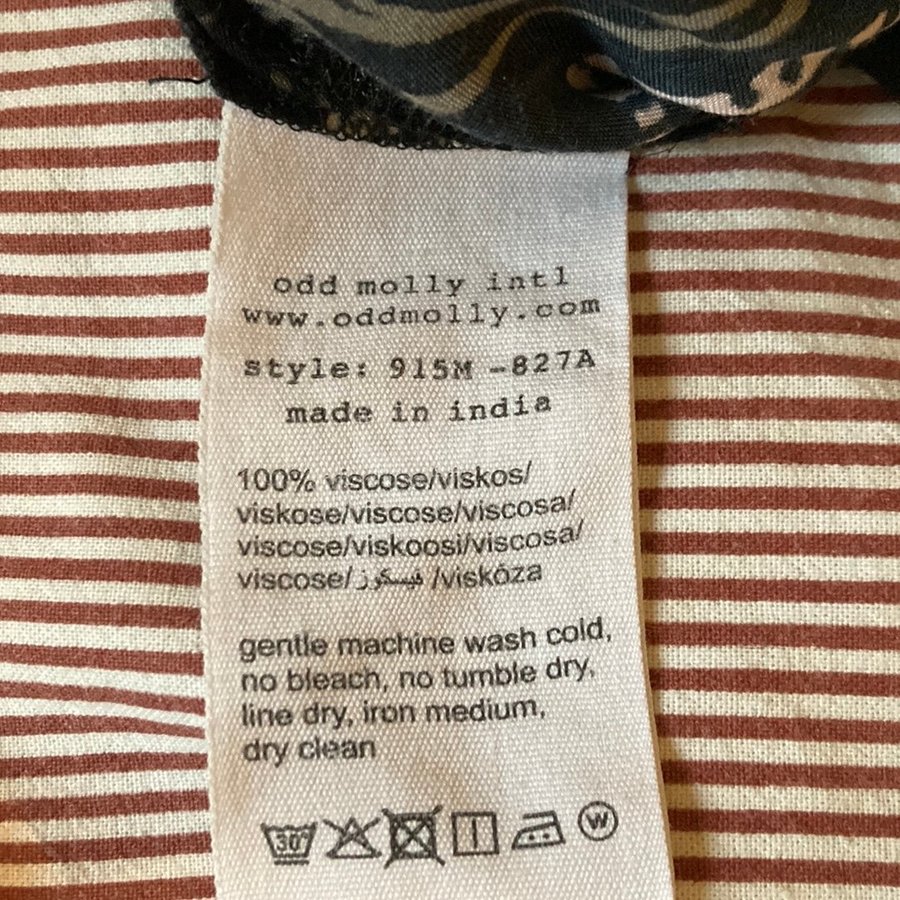 odd molly intl
www.oddmolly.com
style: 915M -827A
made in india
100% viscose/viskos/
viskose/viscose/viscosa/
viscose/viskoosi/viscosa/
viscose/فيسكوز /viskóza
gentle machine wash cold,
no bleach, no tumble dry,
line dry, iron medium,
dry clean
30° W